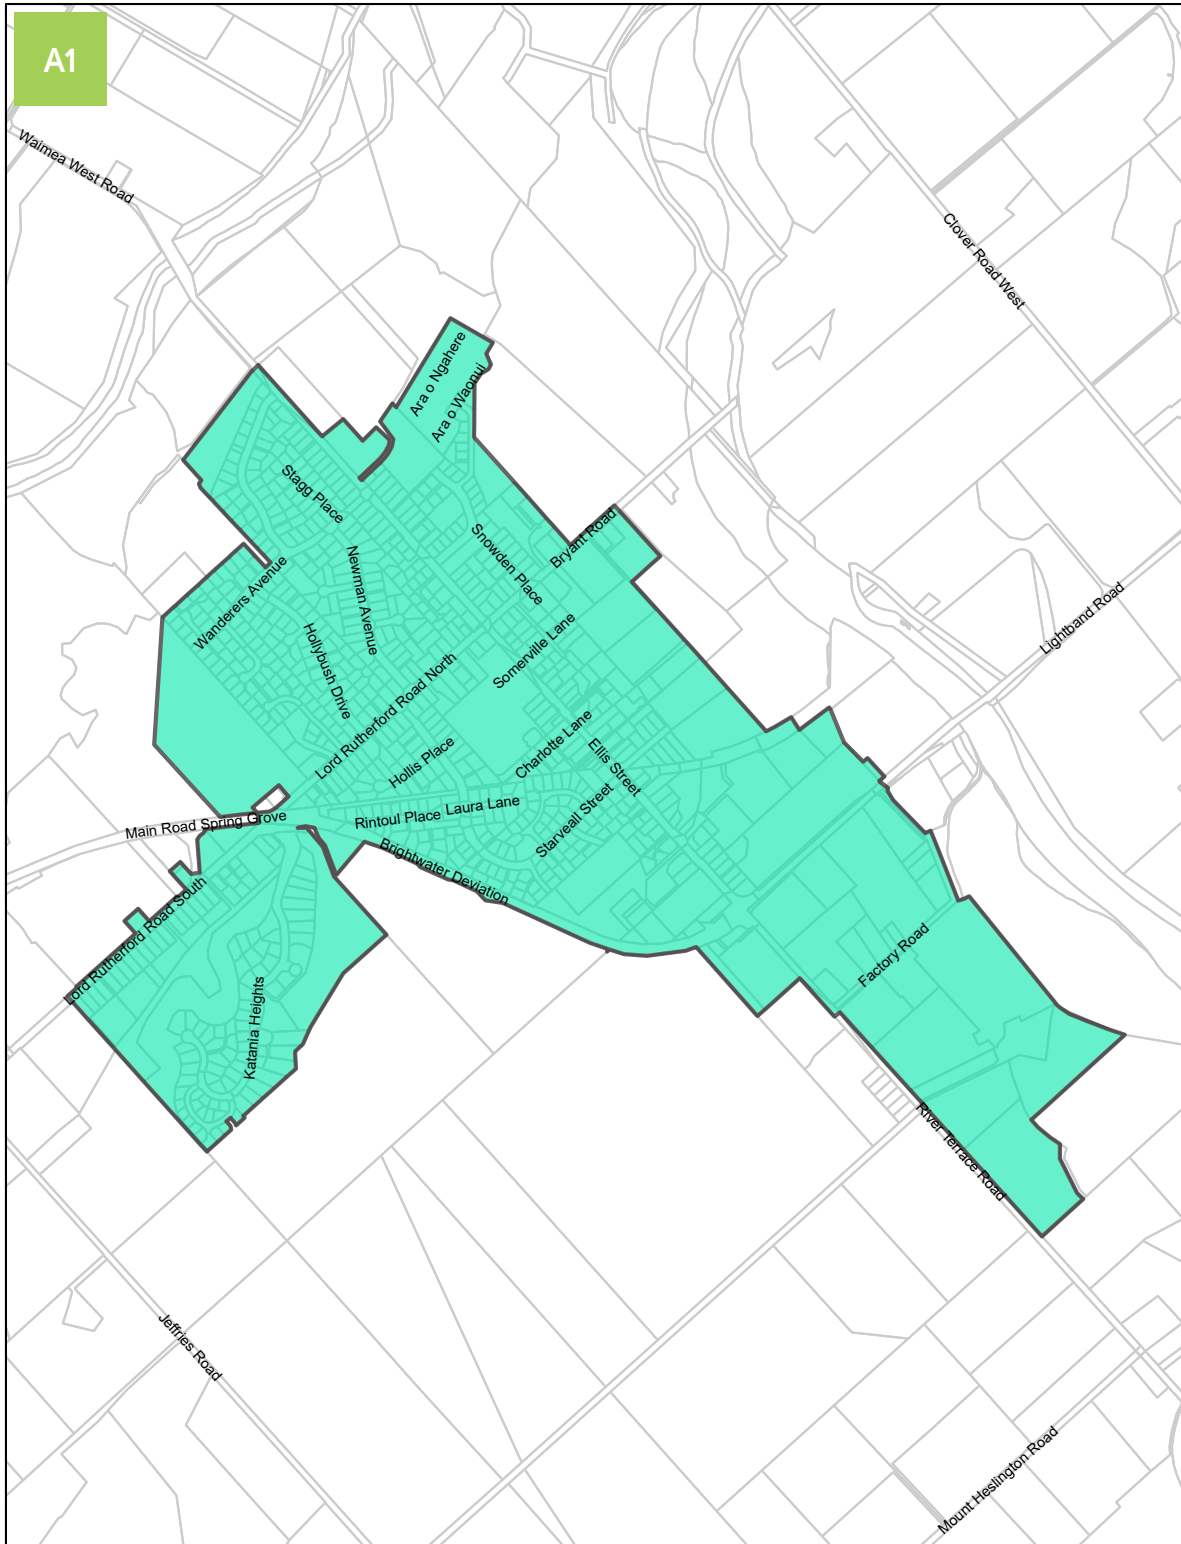 A1
Waimea West Road
Clover Road West
Ara o Ngahere
Ara o Waonui
Stagg Place
Snowden Place
Bryant Road
Newman Avenue
Wanderers Avenue
Lightband Road
Hollybush Drive
Somerville Lane
Lord Rutherford Road North
Hollis Place
Charlotte Lane
Ellis Street
Rintoul Place
Laura Lane
Starveall Street
Main Road Spring Grove
Brightwater Deviation
Lord Rutherford Road South
Factory Road
Katania Heights
River Terrace Road
Jeffries Road
Mount Heslington Road